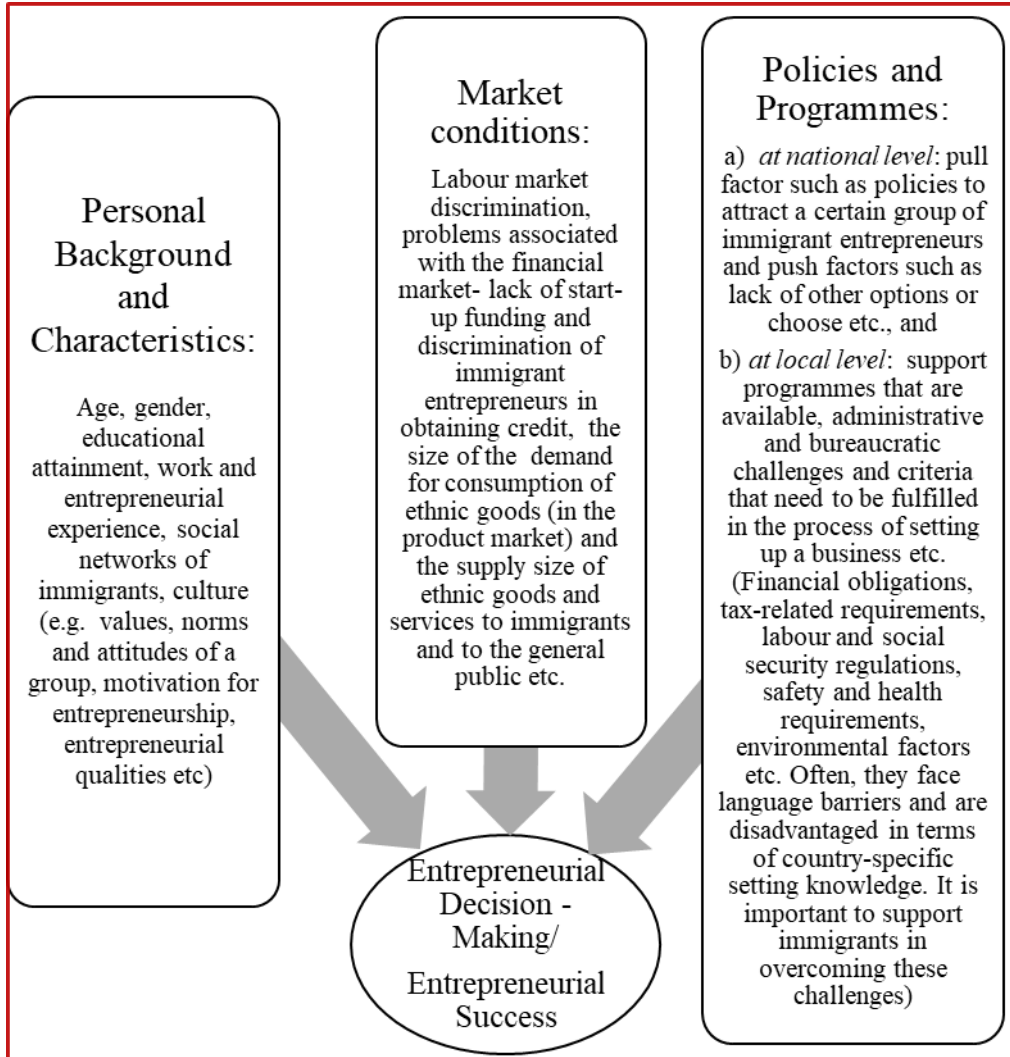 Personal
Background
and
Characteristics:
Age, gender,
educational
attainment, work and
entrepreneurial
experience, social
networks of
immigrants, culture
(e.g. values, norms
and attitudes of a
group, motivation for
entrepreneurship,
entrepreneurial
qualities etc)
Market
conditions:
Labour market
discrimination,
problems associated
with the financial
market- lack of start-
up funding and
discrimination of
immigrant
entrepreneurs in
obtaining credit, the
size of the demand
for consumption of
ethnic goods (in the
product market) and
the supply size of
ethnic goods and
services to immigrants
and to the general
public etc.
Policies and
Programmes:
a) at national level: pull
factor such as policies to
attract a certain group of
immigrant entrepreneurs
and push factors such as
lack of other options or
choose etc., and
b) at local level: support
programmes that are
available, administrative
and bureaucratic
challenges and criteria
that need to be fulfilled
in the process of setting
up a business etc.
(Financial obligations,
tax-related requirements,
labour and social
security regulations,
safety and health
requirements,
environmental factors
etc. Often, they face
language barriers and are
disadvantaged in terms
of country-specific
setting knowledge. It is
important to support
immigrants in
overcoming these
challenges)
Entrepreneurial
Decision -
Making/
Entrepreneurial
Success